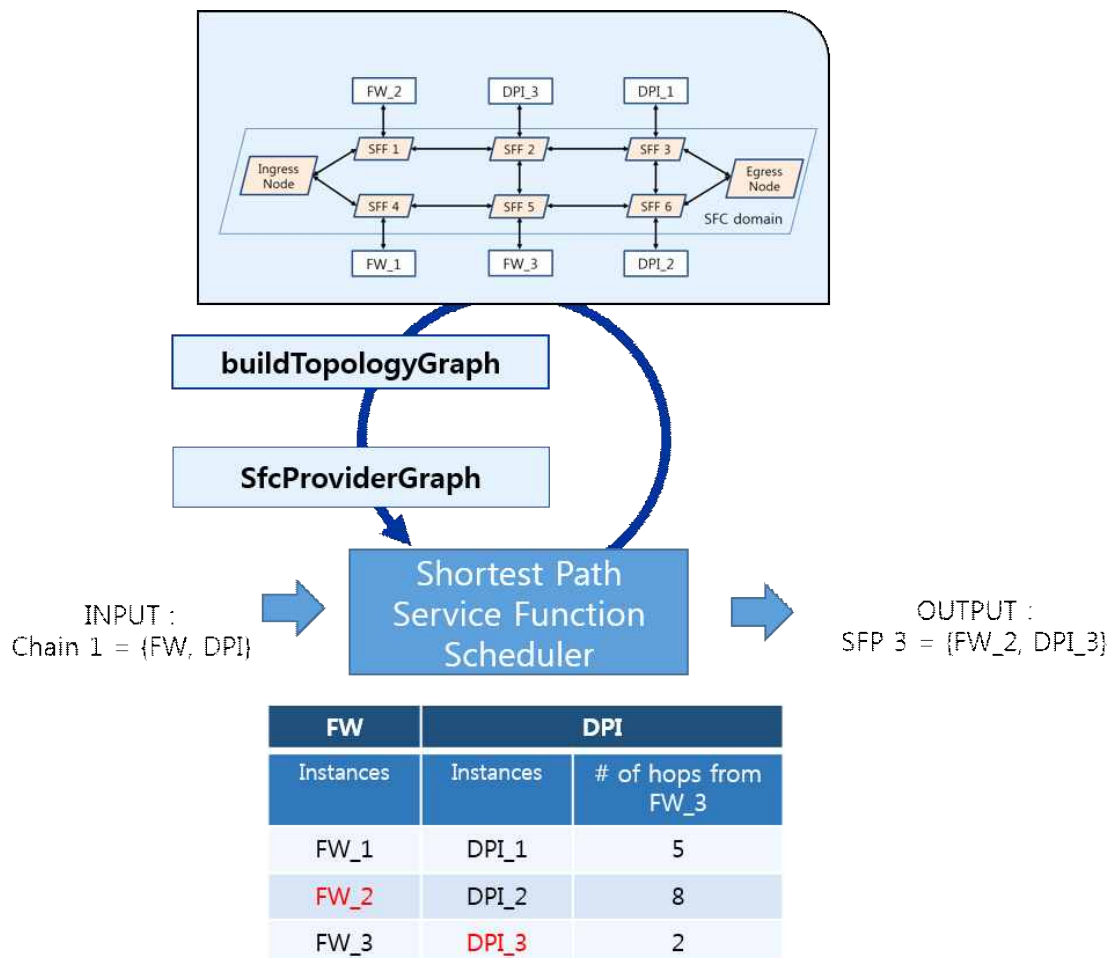 FW_2 DPI_3 DPI_1
SFF 1 SFF 2 SFF 3
Ingress
Node
Egress
Node
SFF 4 SFF 5 SFF 6
SFC domain
FW_1 FW_3 DPI_2
buildTopologyGraph
SfcProviderGraph
Shortest Path
Service Function
Scheduler
INPUT :
Chain 1 = {FW, DPI}
OUTPUT :
SFP 3 = {FW_2, DPI_3}
FW DPI
Instances Instances # of hops from
FW_3
FW_1 DPI_1 5
FW_2 DPI_2 8
FW_3 DPI_3 2